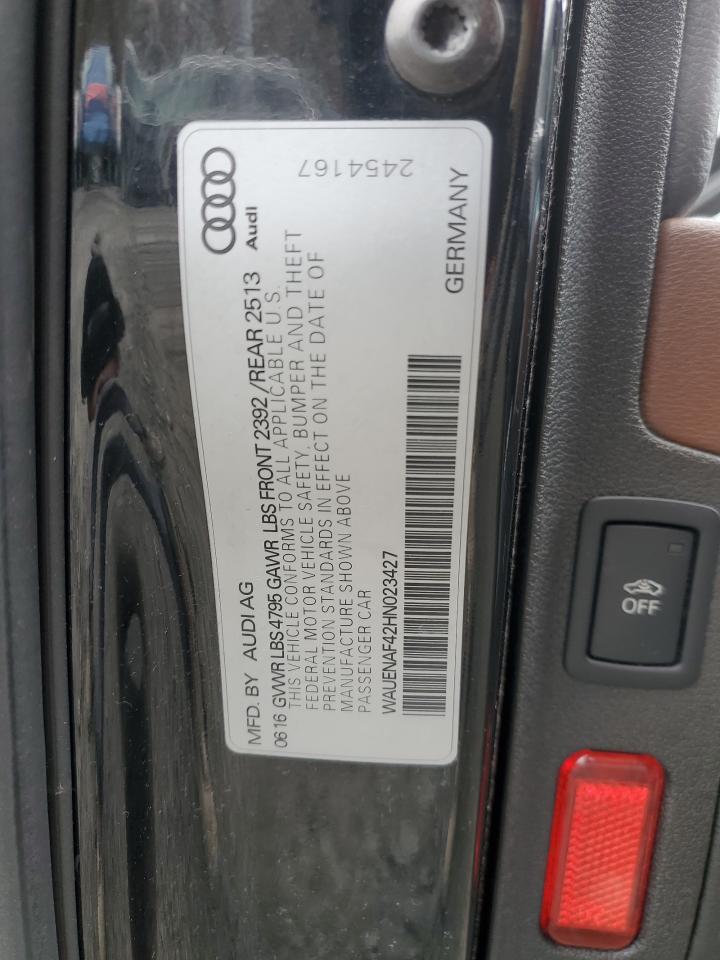 MFD. BY AUDI AG
Audi
06 16 GVWR LBS 4795 GAWR LBS FRONT 2392 / REAR 2513
THIS VEHICLE CONFORMS TO ALL APPLICABLE U.S.
FEDERAL MOTOR VEHICLE SAFETY, BUMPER AND THEFT
PREVENTION STANDARDS IN EFFECT ON THE DATE OF
MANUFACTURE SHOWN ABOVE
PASSENGER CAR
2454167
WAUENAF42HN023427
GERMANY
OFF